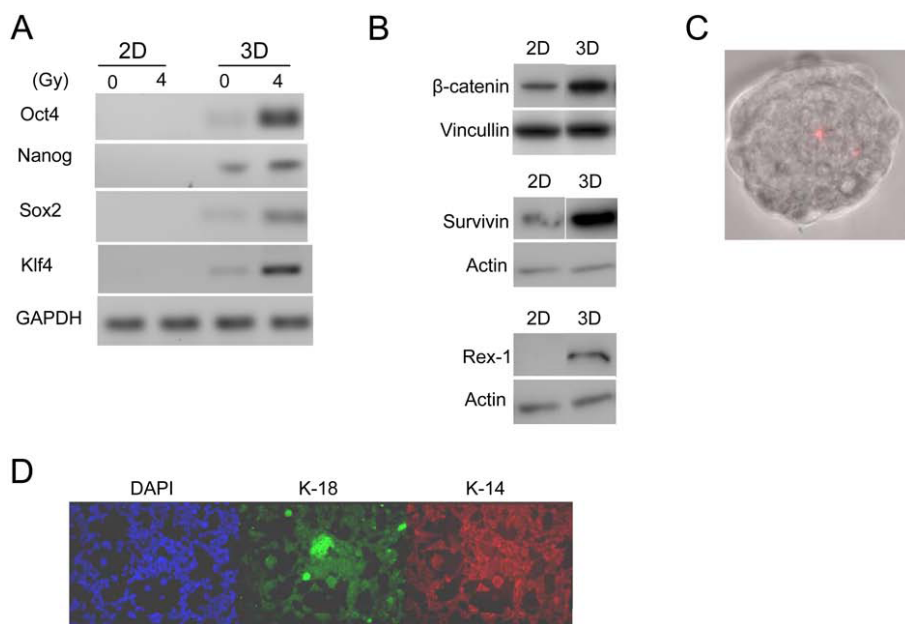 A
2D 3D
(Gy) 0 4 0 4
Oct4
Nanog
Sox2
Klf4
GAPDH
B
2D 3D
β-catenin
Vincullin
2D 3D
Survivin
Actin
2D 3D
Rex-1
Actin
C
D
DAPI K-18 K-14